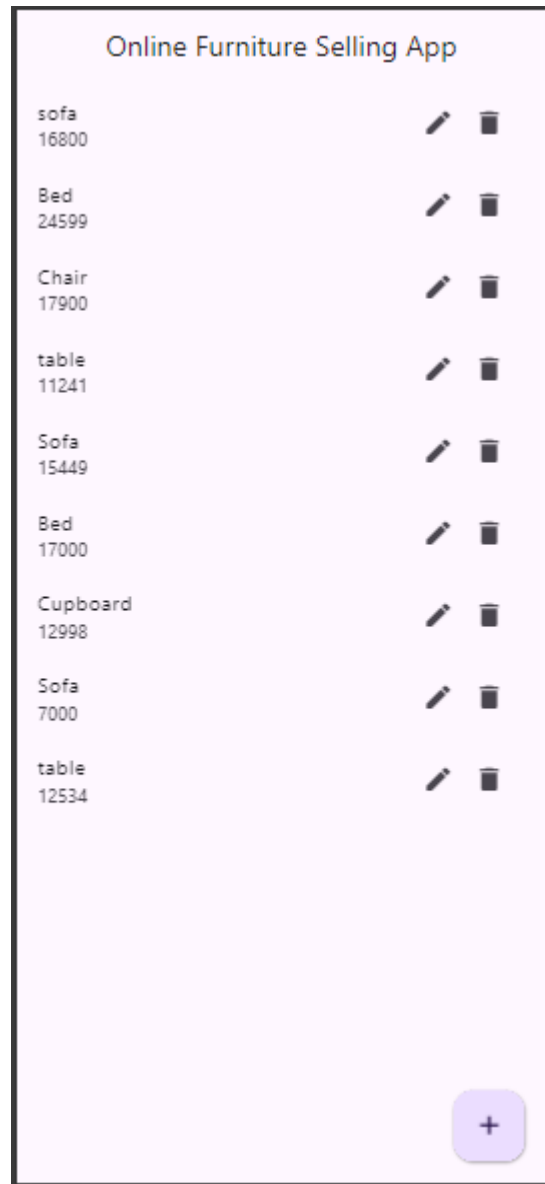 Online Furniture Selling App
sofa
16800
Bed
24599
Chair
17900
table
11241
Sofa
15449
Bed
17000
Cupboard
12998
Sofa
7000
table
12534
+